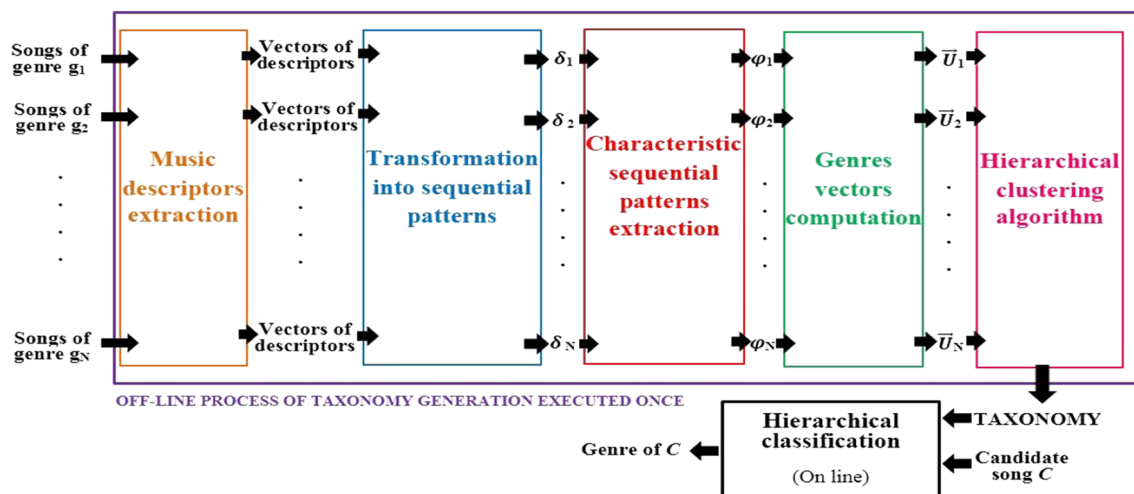 Songs of
genre g1
Vectors of
descriptors
δ1
φ1
U⃗1
Songs of
genre g2
Vectors of
descriptors
δ2
φ2
U⃗2
Music
descriptors
extraction
Transformation
into sequential
patterns
Characteristic
sequential
patterns
extraction
Genres
vectors
computation
Hierarchical
clustering
algorithm
Songs of
genre gN
Vectors of
descriptors
δN
φN
U⃗N
OFF-LINE PROCESS OF TAXONOMY GENERATION EXECUTED ONCE
Genre of C
Hierarchical
classification
(On line)
TAXONOMY
Candidate
song C